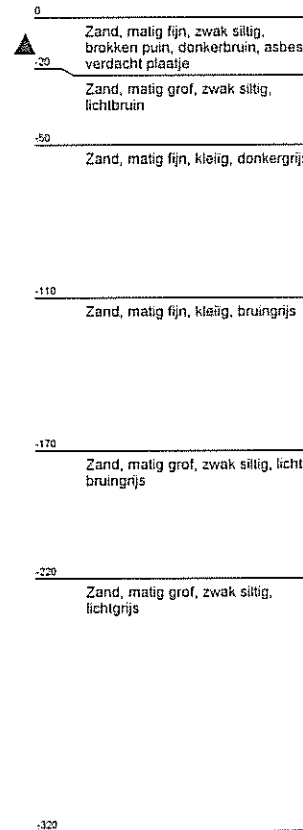 0
Zand, matig fijn, zwak siltig,
brokken puin, donkerbruin, asbes
verdacht plaatje
-20
Zand, matig grof, zwak siltig,
lichtbruin
-50
Zand, matig fijn, kleiig, donkergrij
-110
Zand, matig fijn, kleiig, bruingrijs
-170
Zand, matig grof, zwak siltig, licht
bruingrijs
-220
Zand, matig grof, zwak siltig,
lichtgrijs
-320